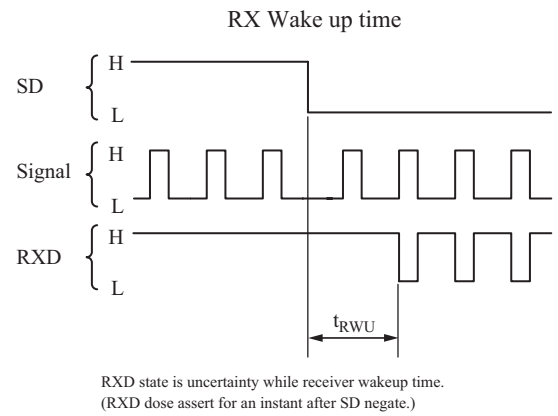 RX Wake up time
SD
H
L
Signal
H
L
RXD
H
L
tRWU
RXD state is uncertainty while receiver wakeup time.
(RXD dose assert for an instant after SD negate.)